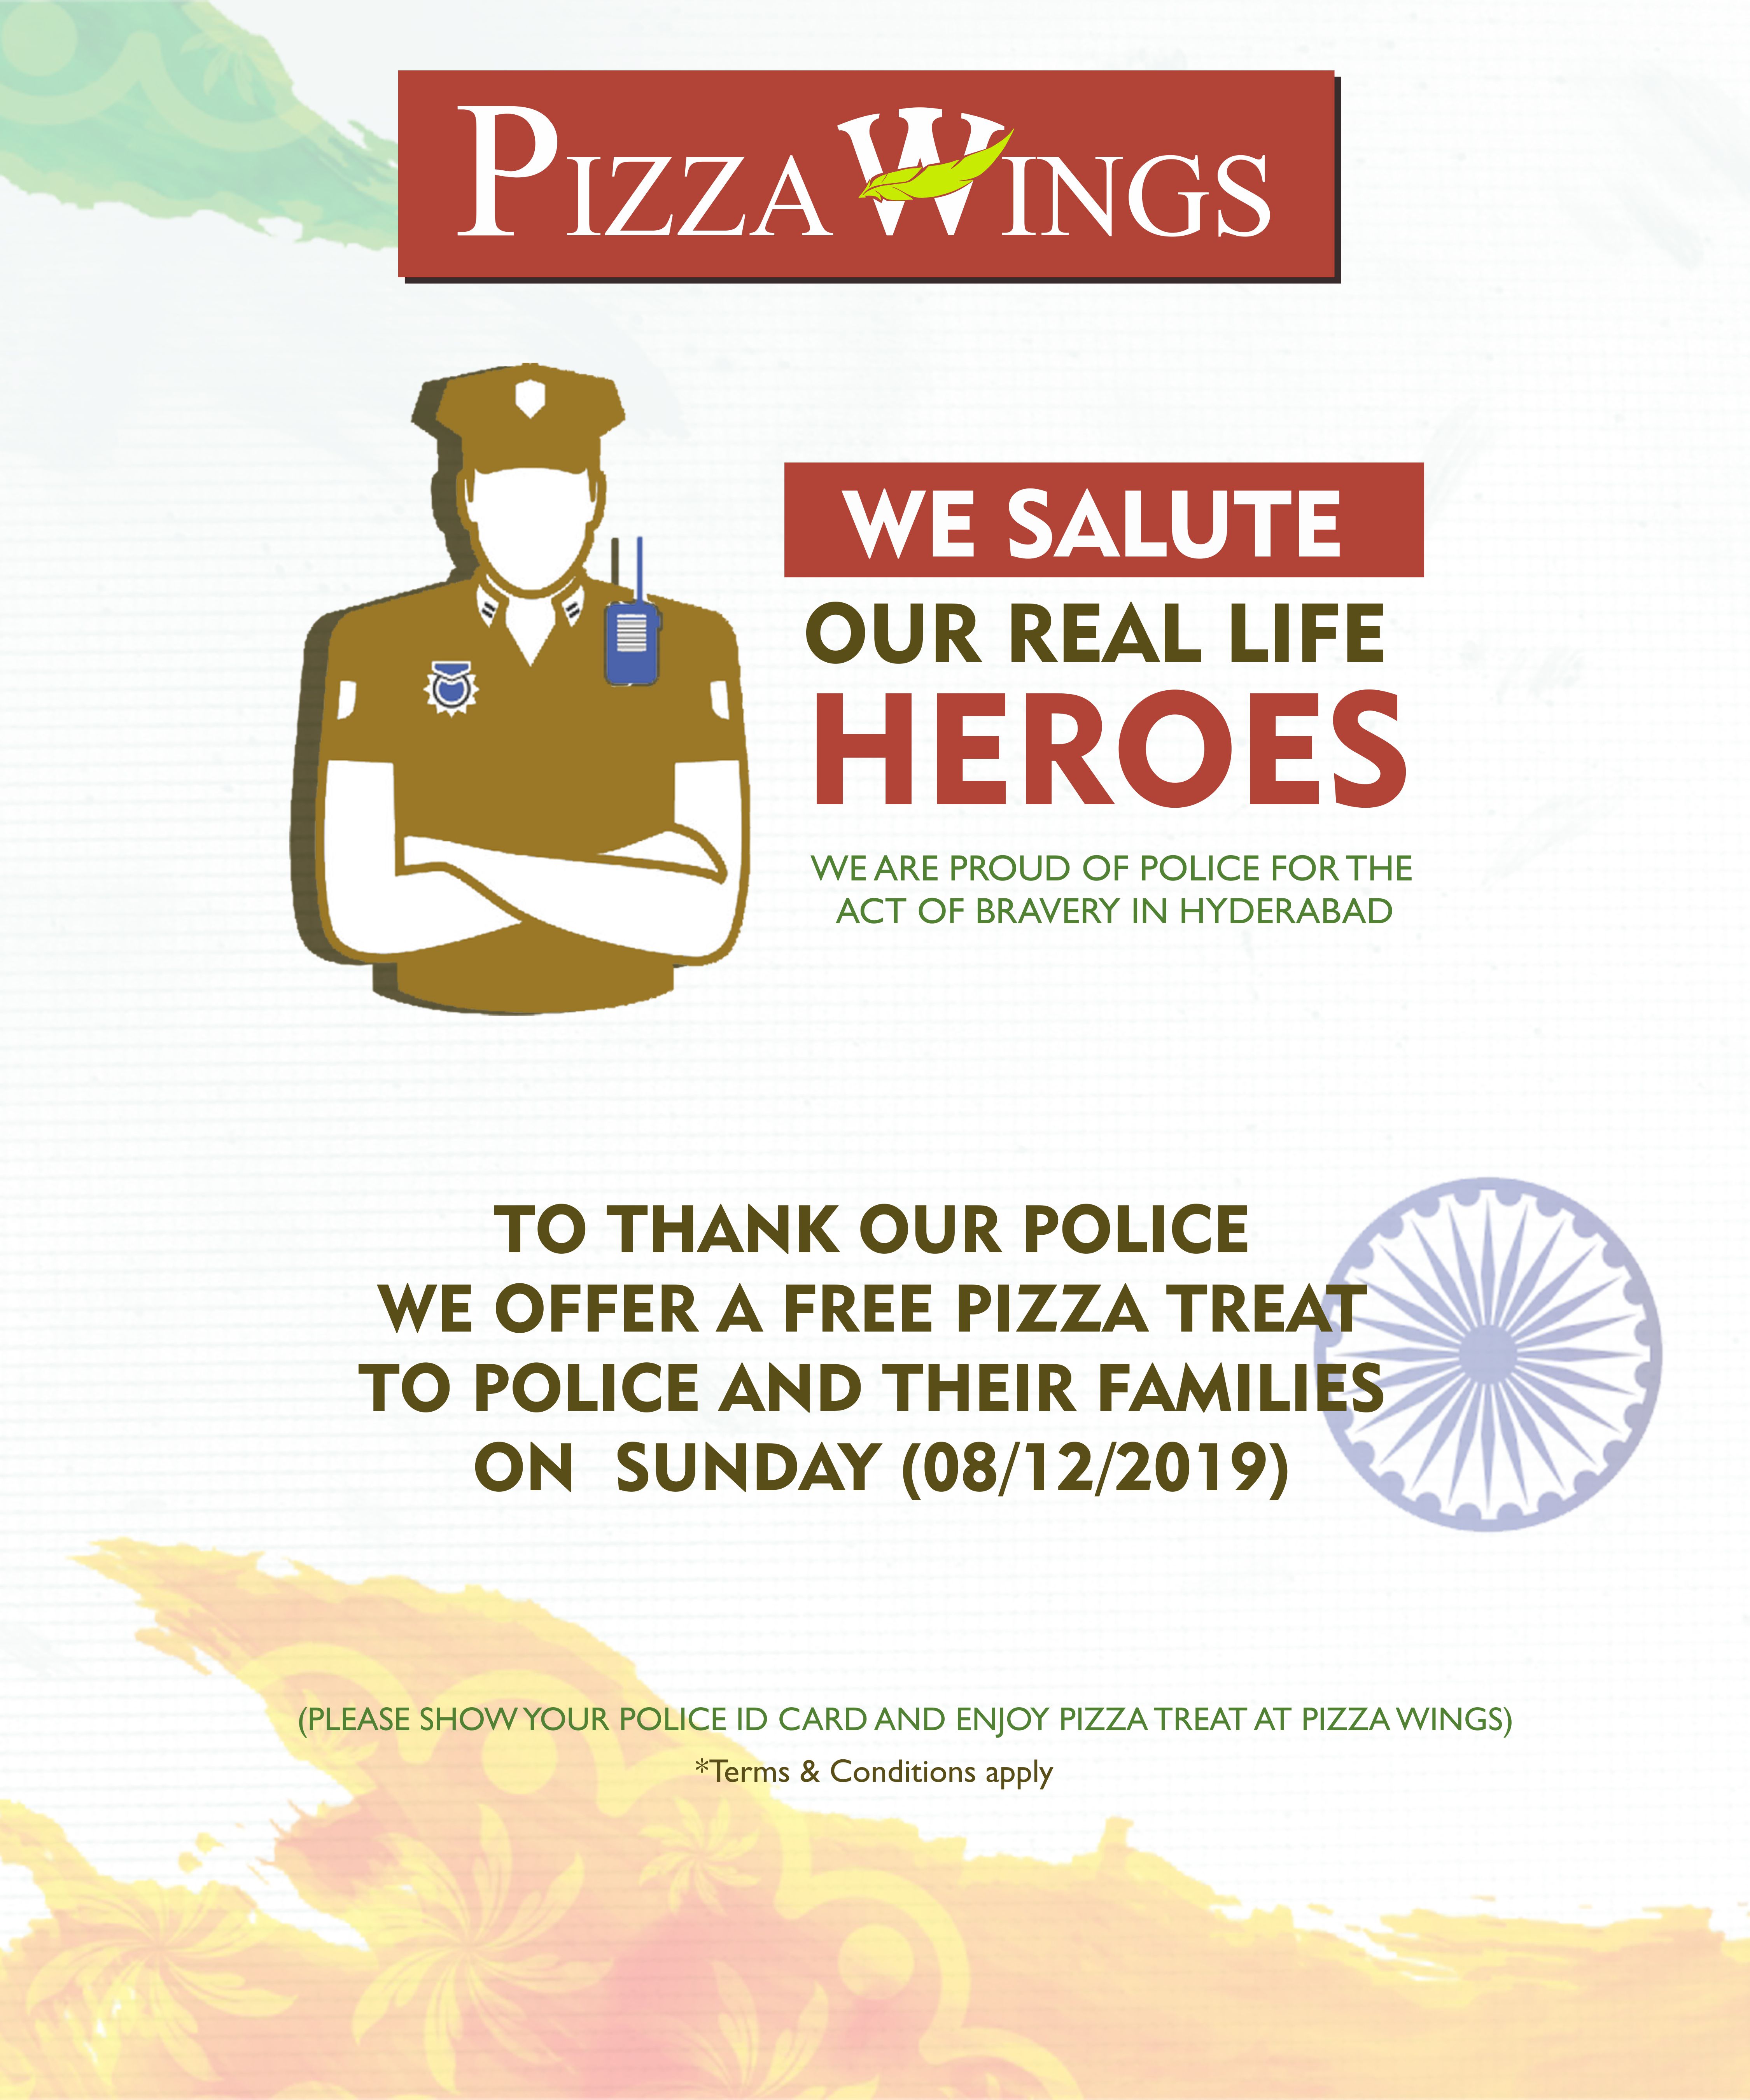 PIZZA WINGS
WE SALUTE
OUR REAL LIFE
HEROES
WE ARE PROUD OF POLICE FOR THE
ACT OF BRAVERY IN HYDERABAD
TO THANK OUR POLICE
WE OFFER A FREE PIZZA TREAT
TO POLICE AND THEIR FAMILIES
ON SUNDAY (08/12/2019)
(PLEASE SHOW YOUR POLICE ID CARD AND ENJOY PIZZA TREAT AT PIZZA WINGS)
*Terms & Conditions apply